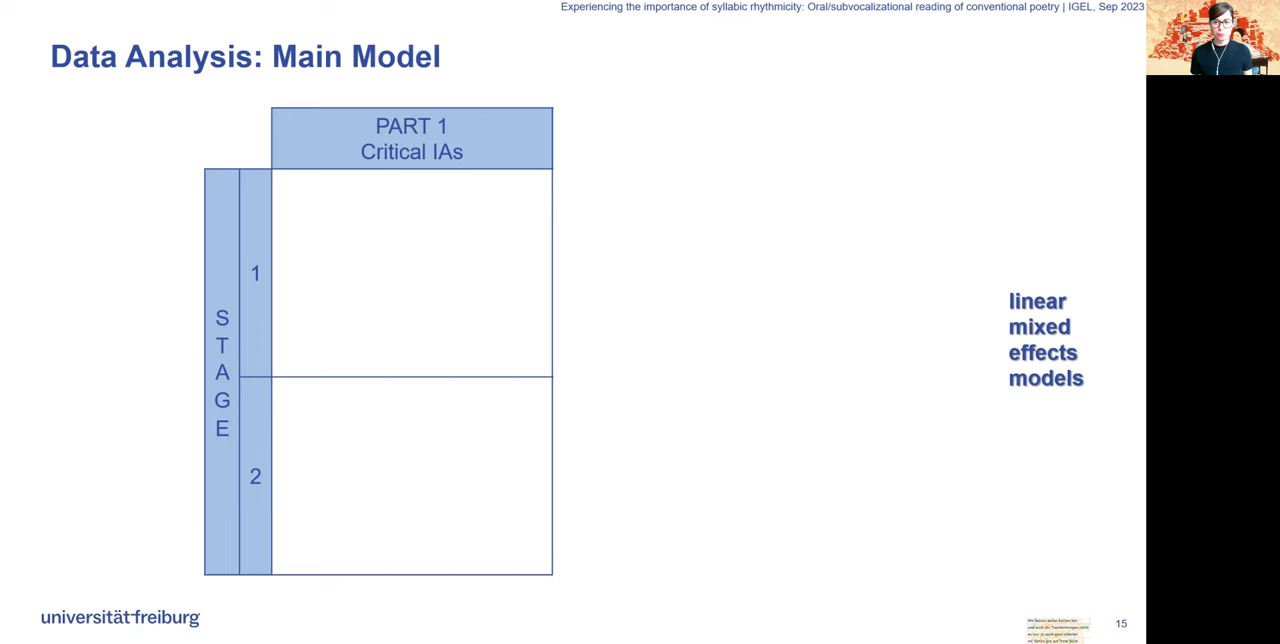 Experiencing the importance of syllabic rhythmicity: Oral/subvocalizational reading of conventional poetry | IGEL, Sep 2023
Data Analysis: Main Model
PART 1
Critical IAs
STAGE
1
2
linear
mixed
effects
models
universität freiburg
15